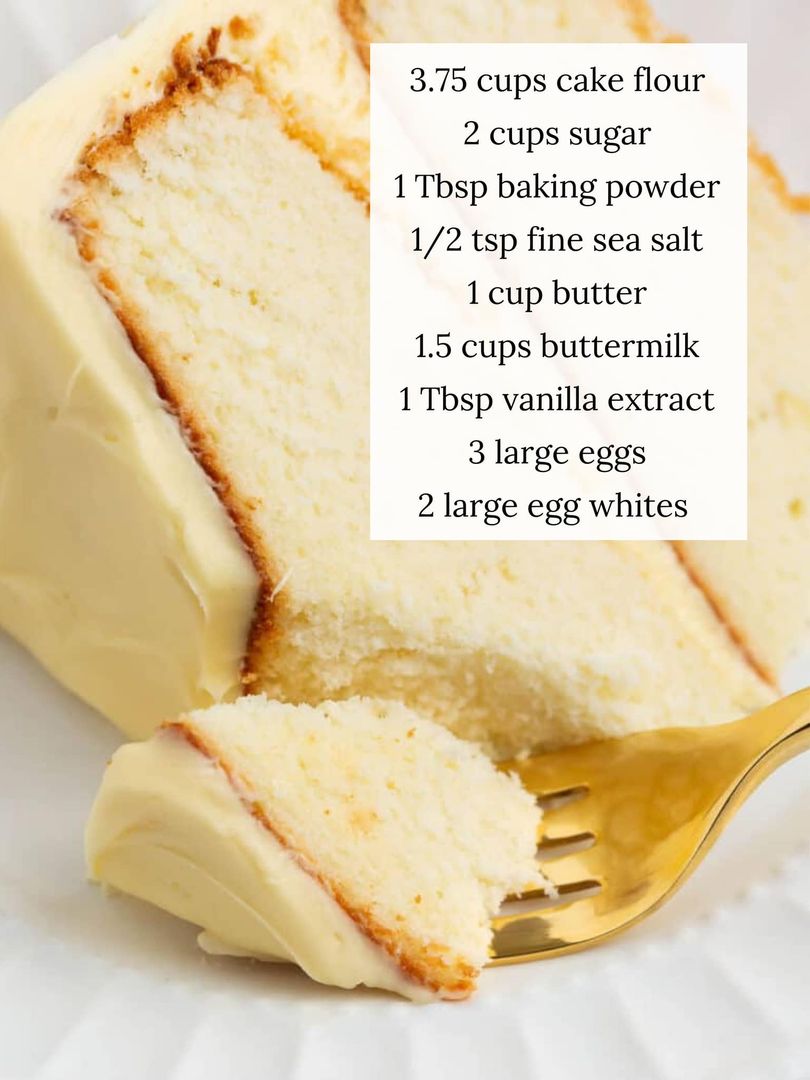 3.75 cups cake flour
2 cups sugar
1 Tbsp baking powder
1/2 tsp fine sea salt
1 cup butter
1.5 cups buttermilk
1 Tbsp vanilla extract
3 large eggs
2 large egg whites